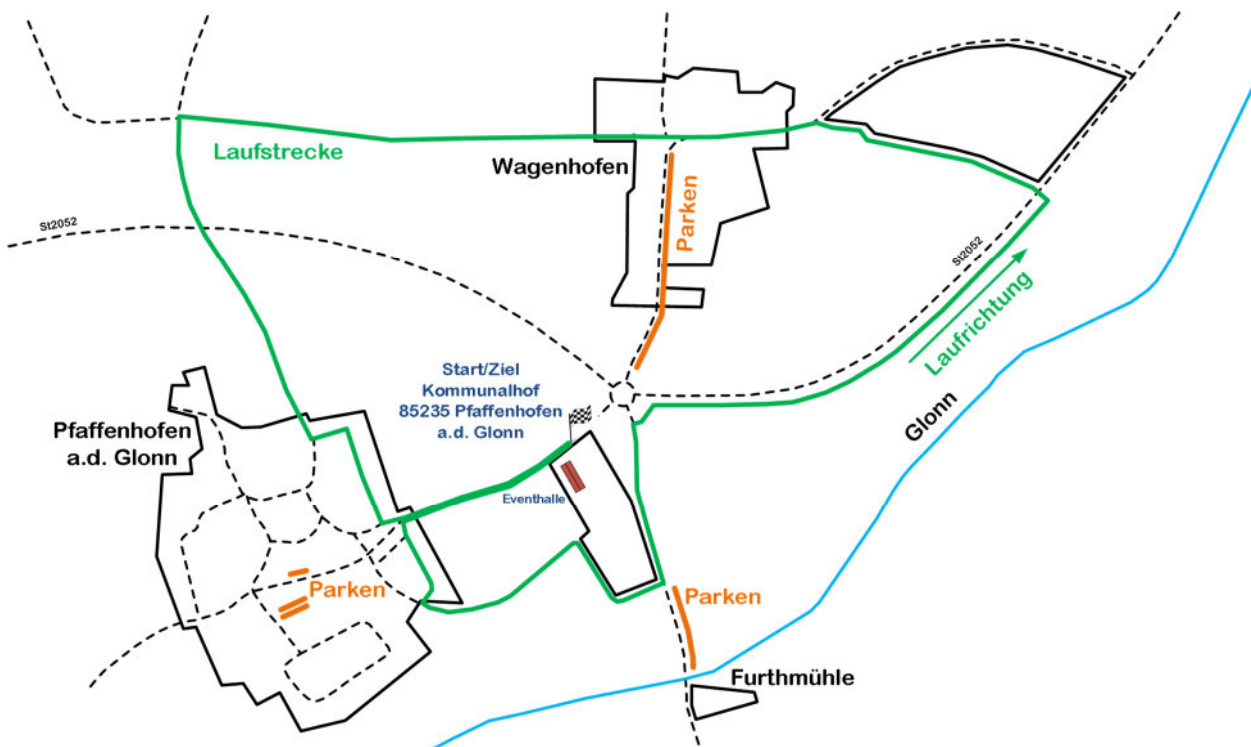 Laufstrecke
Wagenhofen
Parken
St2052
St2052
Laufrichtung
Start/Ziel
Kommunalhof
85235 Pfaffenhofen
a.d. Glonn
Glonn
Pfaffenhofen
a.d. Glonn
Eventhalle
Parken
Parken
Furthmühle